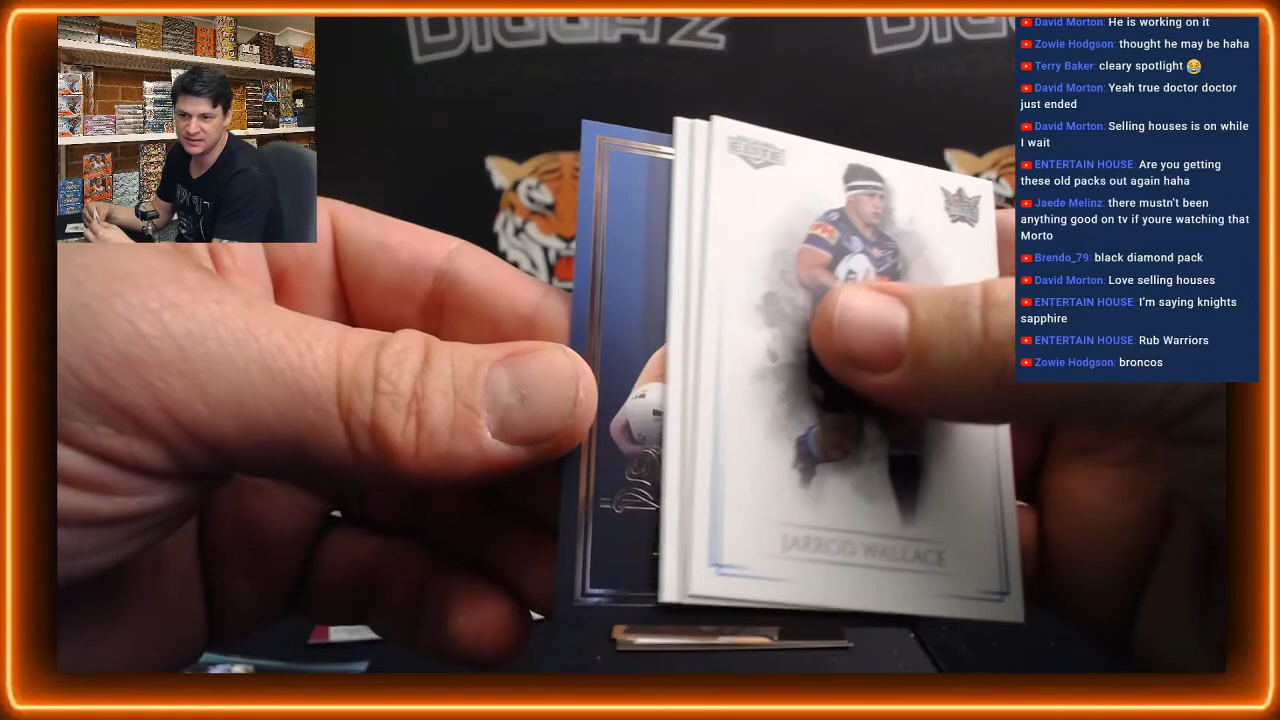 DIGGAZ
DIGGAZ
ELITE
JARROD WALLACE
David Morton: He is working on it
Zowie Hodgson: thought he may be haha
Terry Baker: cleary spotlight 😂
David Morton: Yeah true doctor doctor
just ended
David Morton: Selling houses is on while
I wait
ENTERTAIN HOUSE: Are you getting
these old packs out again haha
Jaede Melinz: there mustn't been
anything good on tv if youre watching that
Morto
Brendo_79: black diamond pack
David Morton: Love selling houses
ENTERTAIN HOUSE: I'm saying knights
sapphire
ENTERTAIN HOUSE: Rub Warriors
Zowie Hodgson: broncos